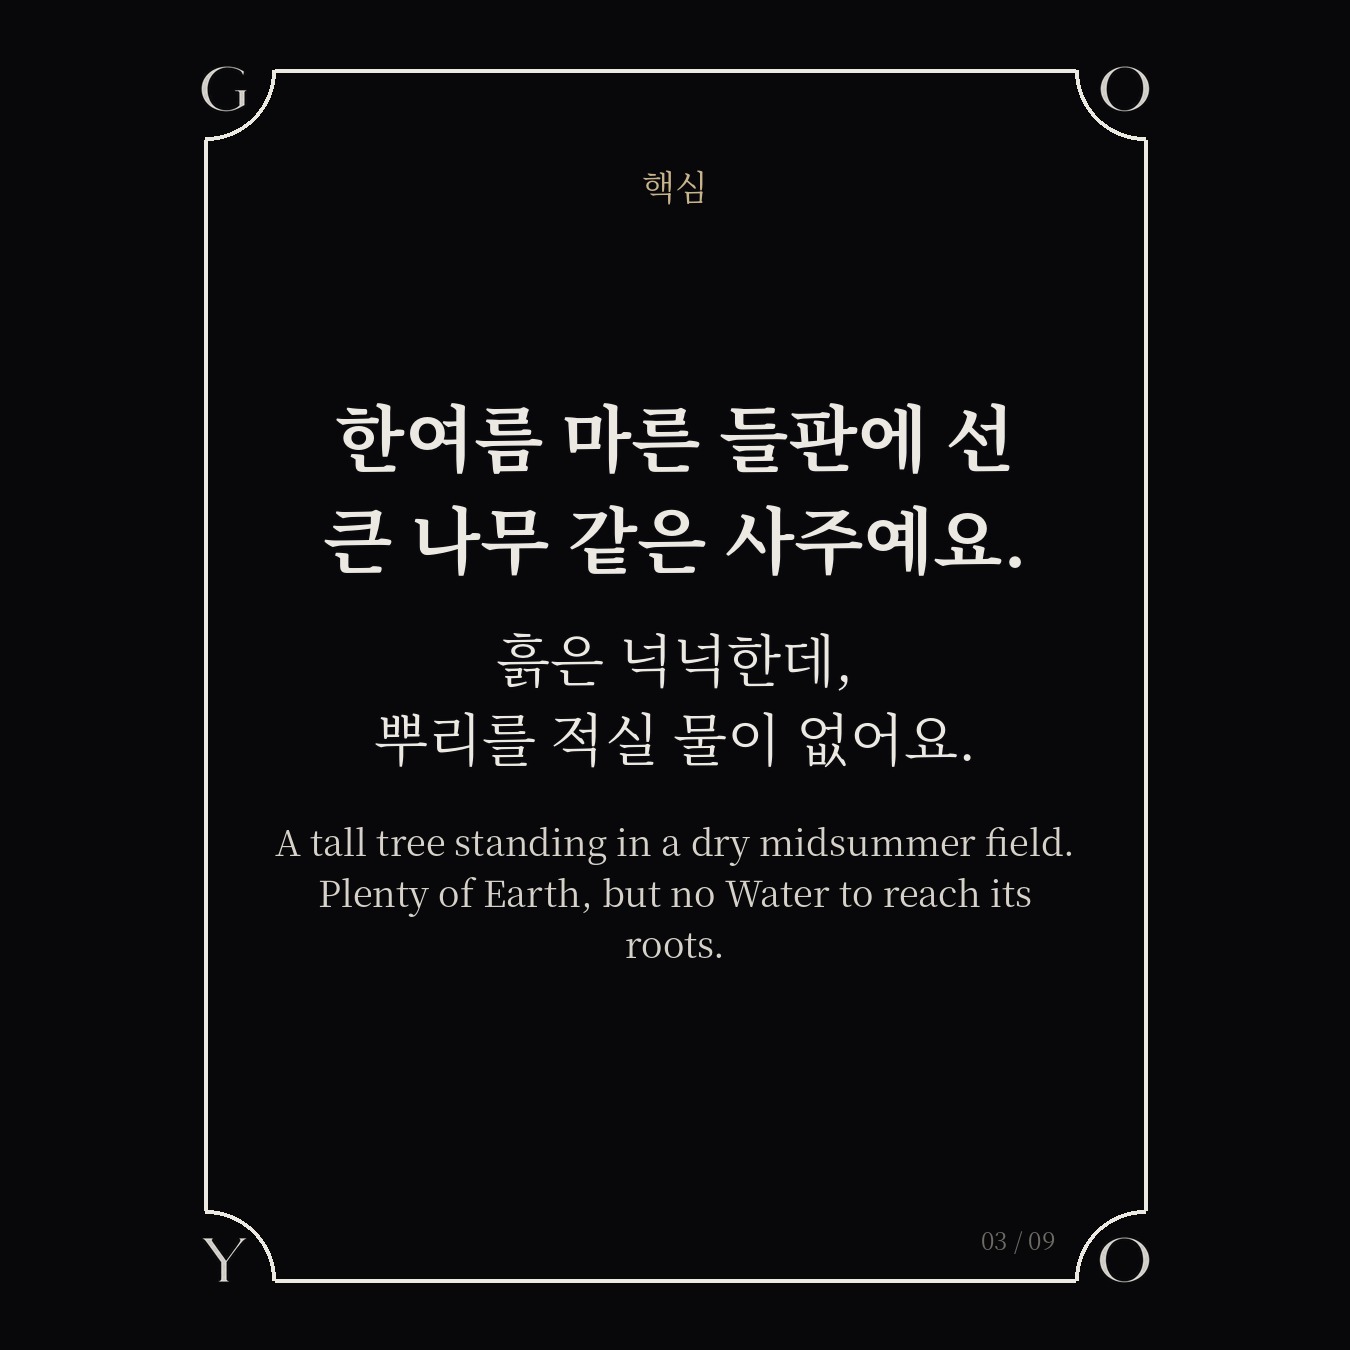 G O
핵심
한여름 마른 들판에 선
큰 나무 같은 사주예요.
흙은 넉넉한데,
뿌리를 적실 물이 없어요.
A tall tree standing in a dry midsummer field.
Plenty of Earth, but no Water to reach its
roots.
03 / 09
Y O